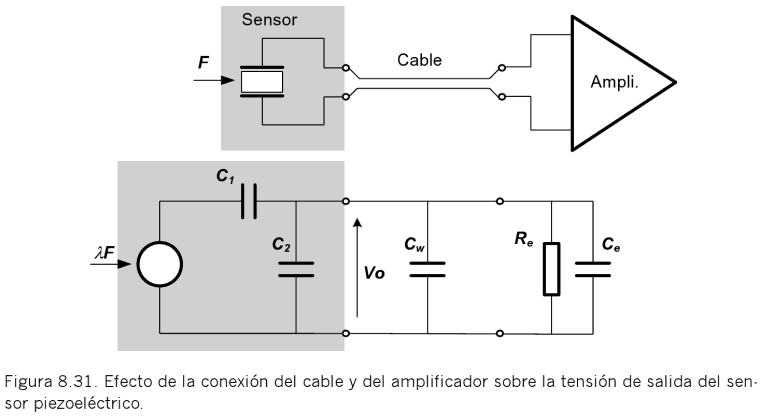 Sensor
F
Cable
Ampli.
C1
λF
C2
Vo
Cw
Re
Ce
Figura 8.31. Efecto de la conexión del cable y del amplificador sobre la tensión de salida del sen-
sor piezoeléctrico.